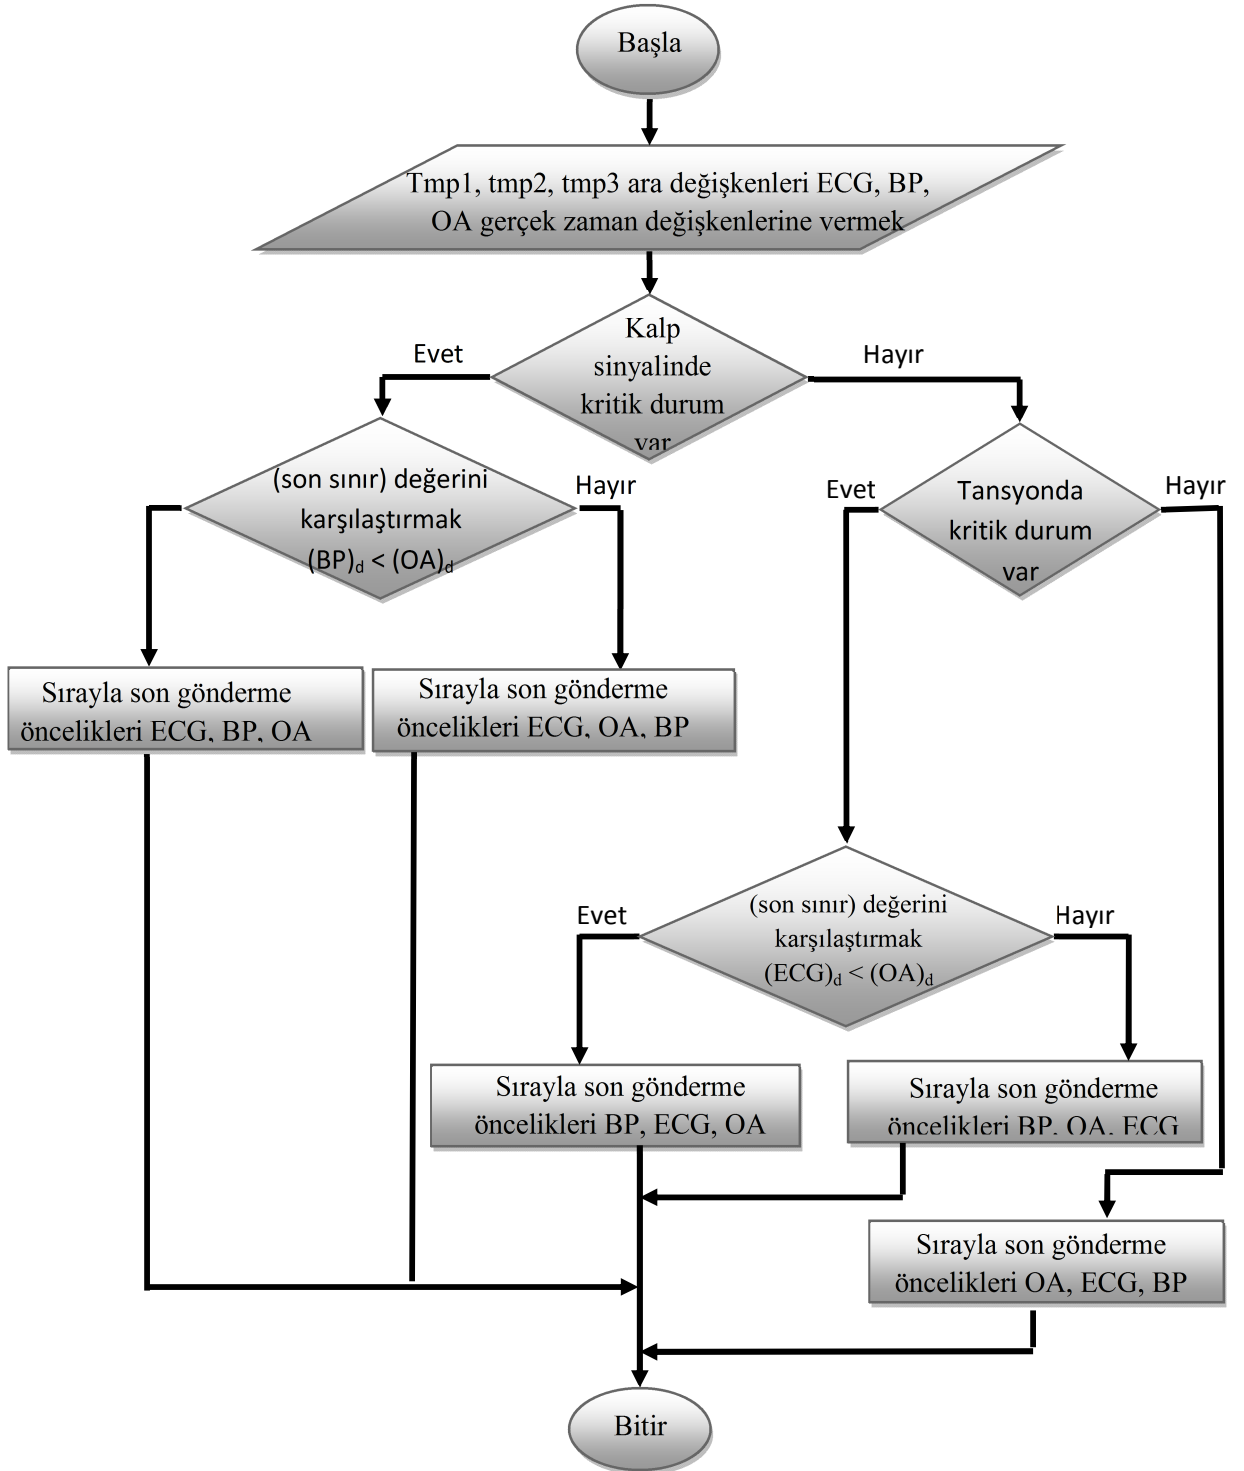 Başla
Tmp1, tmp2, tmp3 ara değişkenleri ECG, BP,
OA gerçek zaman değişkenlerine vermek
Kalp
sinyalinde
kritik durum
var
Evet
Hayır
(son sınır) değerini
karşılaştırmak
(BP)d < (OA)d
Hayır
Evet
Tansyonda
kritik durum
var
Hayır
Sırayla son gönderme
öncelikleri ECG, BP, OA
Sırayla son gönderme
öncelikleri ECG, OA, BP
Evet
(son sınır) değerini
karşılaştırmak
(ECG)d < (OA)d
Hayır
Sırayla son gönderme
öncelikleri BP, ECG, OA
Sırayla son gönderme
öncelikleri BP, OA, ECG
Sırayla son gönderme
öncelikleri OA, ECG, BP
Bitir